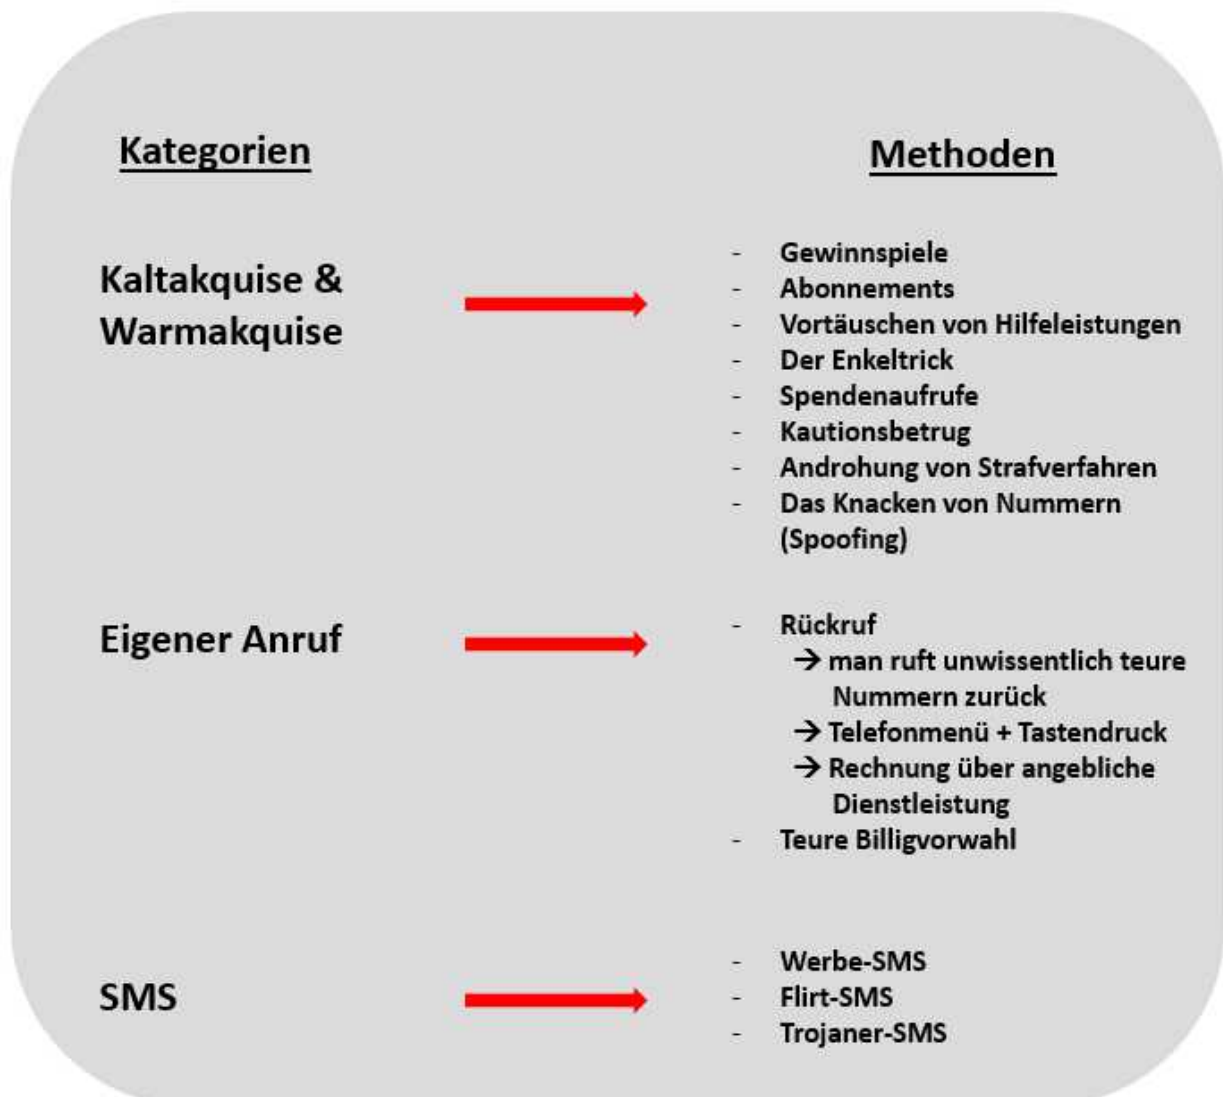 Kategorien
Methoden
Kaltakquise &
Warmakquise
- Gewinnspiele
- Abonnements
- Vortäuschen von Hilfeleistungen
- Der Enkeltrick
- Spendenaufrufe
- Kautionsbetrug
- Androhung von Strafverfahren
- Das Knacken von Nummern
(Spoofing)
Eigener Anruf
- Rückruf
→ man ruft unwissentlich teure
Nummern zurück
→ Telefonmenü + Tastendruck
→ Rechnung über angebliche
Dienstleistung
- Teure Billigvorwahl
SMS
- Werbe-SMS
- Flirt-SMS
- Trojaner-SMS